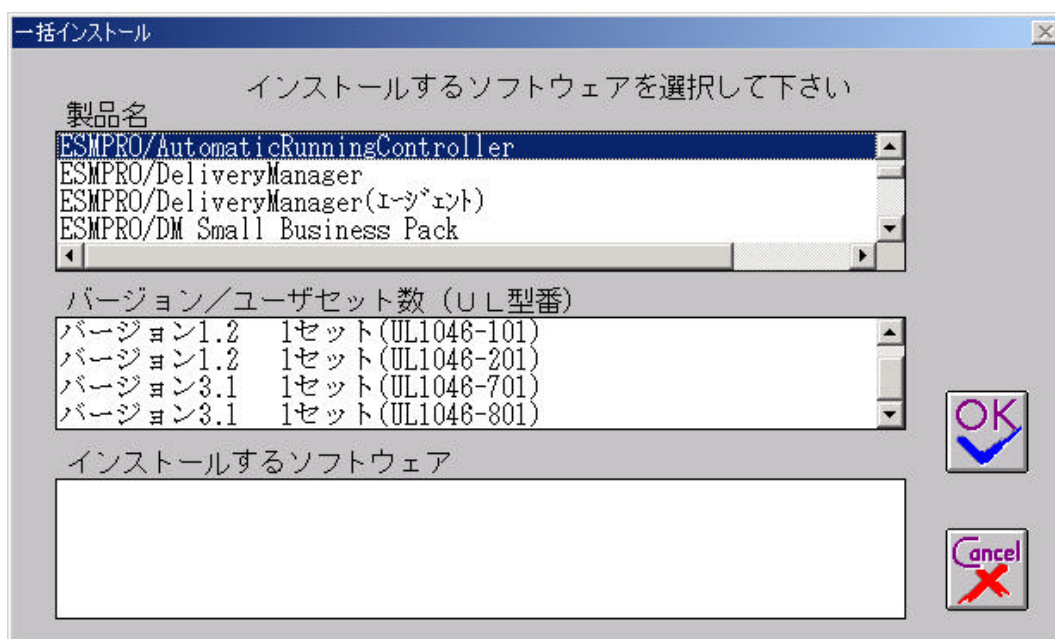 一括インストール
インストールするソフトウェアを選択して下さい
製品名
ESMPRO/AutomaticRunningController
ESMPRO/DeliveryManager
ESMPRO/DeliveryManager(ｴｰｼﾞｪﾝﾄ)
ESMPRO/DM Small Business Pack
バージョン／ユーザセット数（ＵＬ型番）
バージョン1.2 1セット(UL1046-101)
バージョン1.2 1セット(UL1046-201)
バージョン3.1 1セット(UL1046-701)
バージョン3.1 1セット(UL1046-801)
OK
インストールするソフトウェア
Cancel